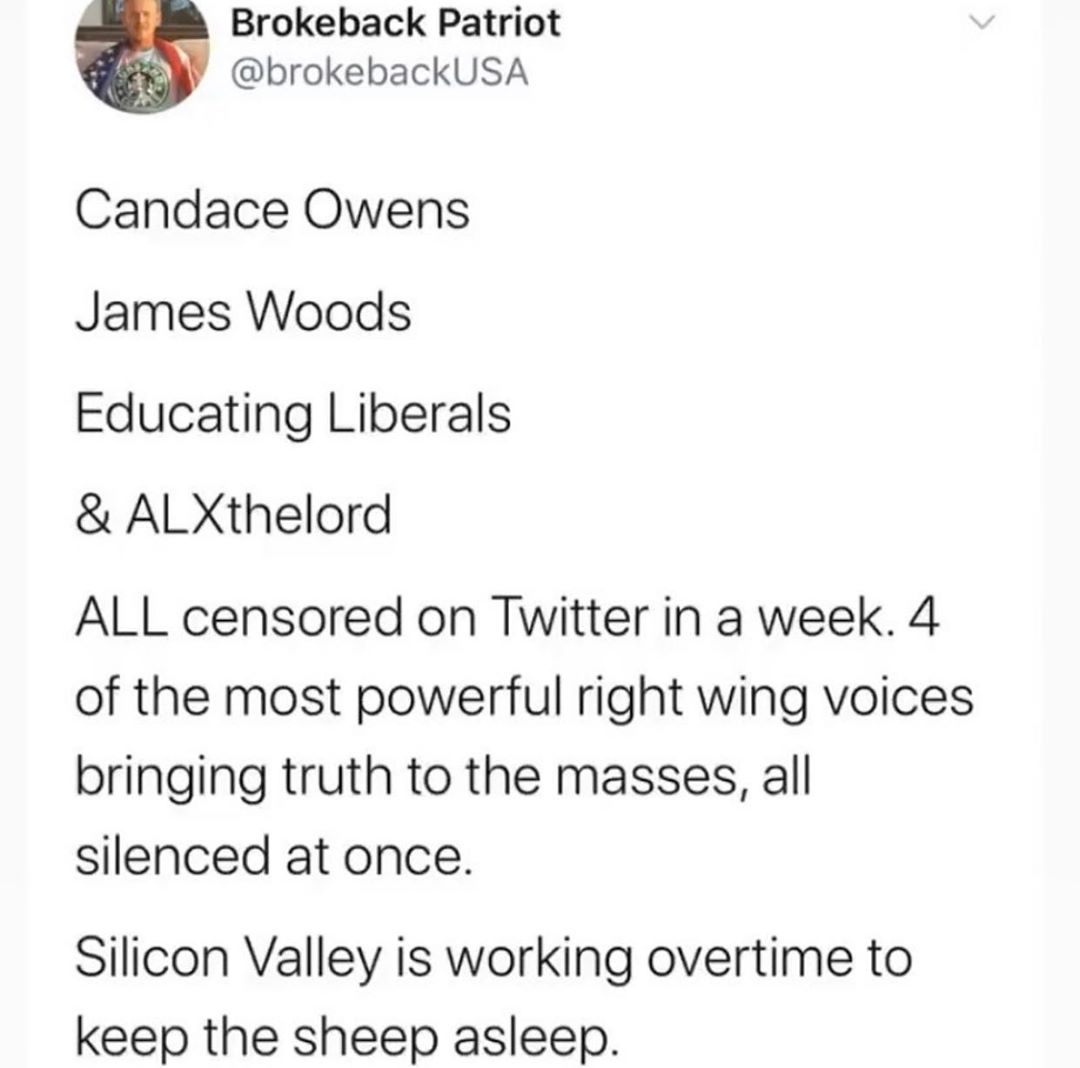 Brokeback Patriot
@brokebackUSA
Candace Owens
James Woods
Educating Liberals
& ALXthelord
ALL censored on Twitter in a week. 4
of the most powerful right wing voices
bringing truth to the masses, all
silenced at once.
Silicon Valley is working overtime to
keep the sheep asleep.